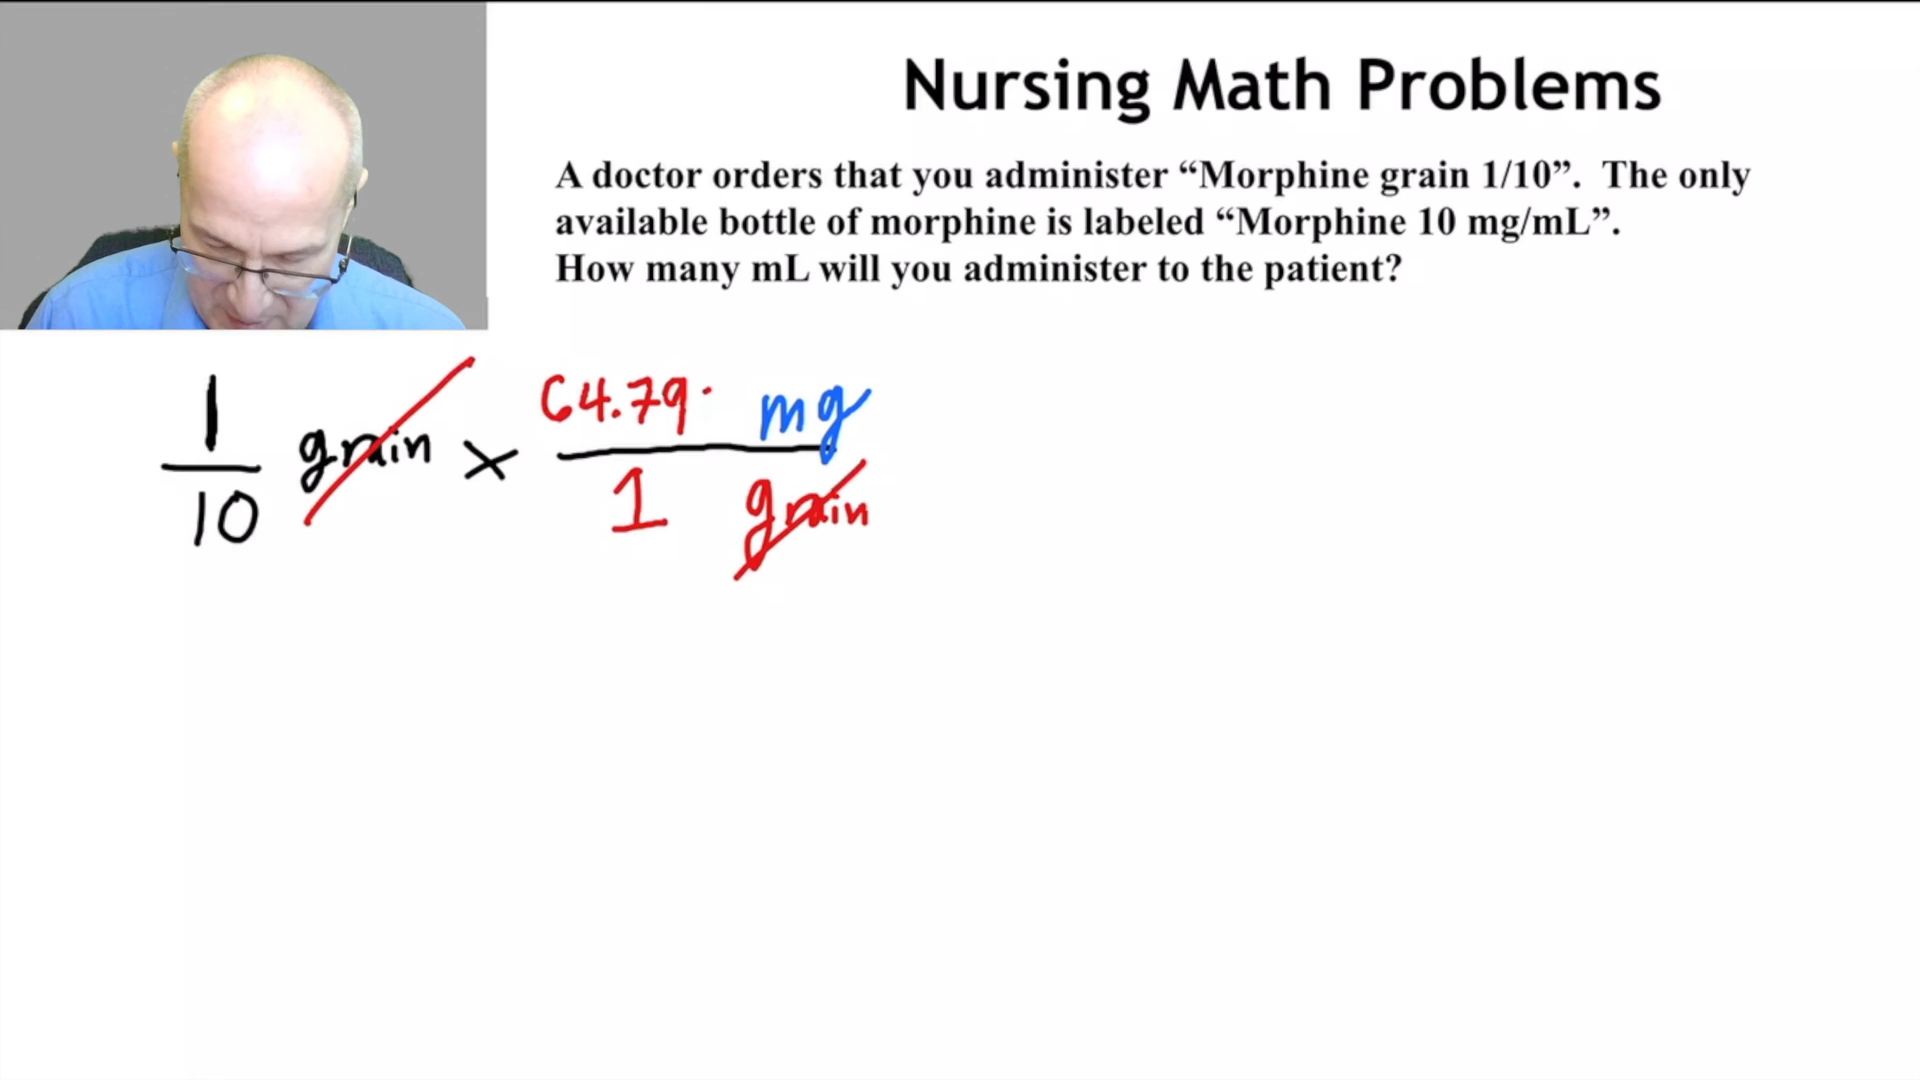 Nursing Math Problems
A doctor orders that you administer “Morphine grain 1/10”. The only
available bottle of morphine is labeled “Morphine 10 mg/mL”.
How many mL will you administer to the patient?
1
10
grain
×
64.79
mg
1
grain